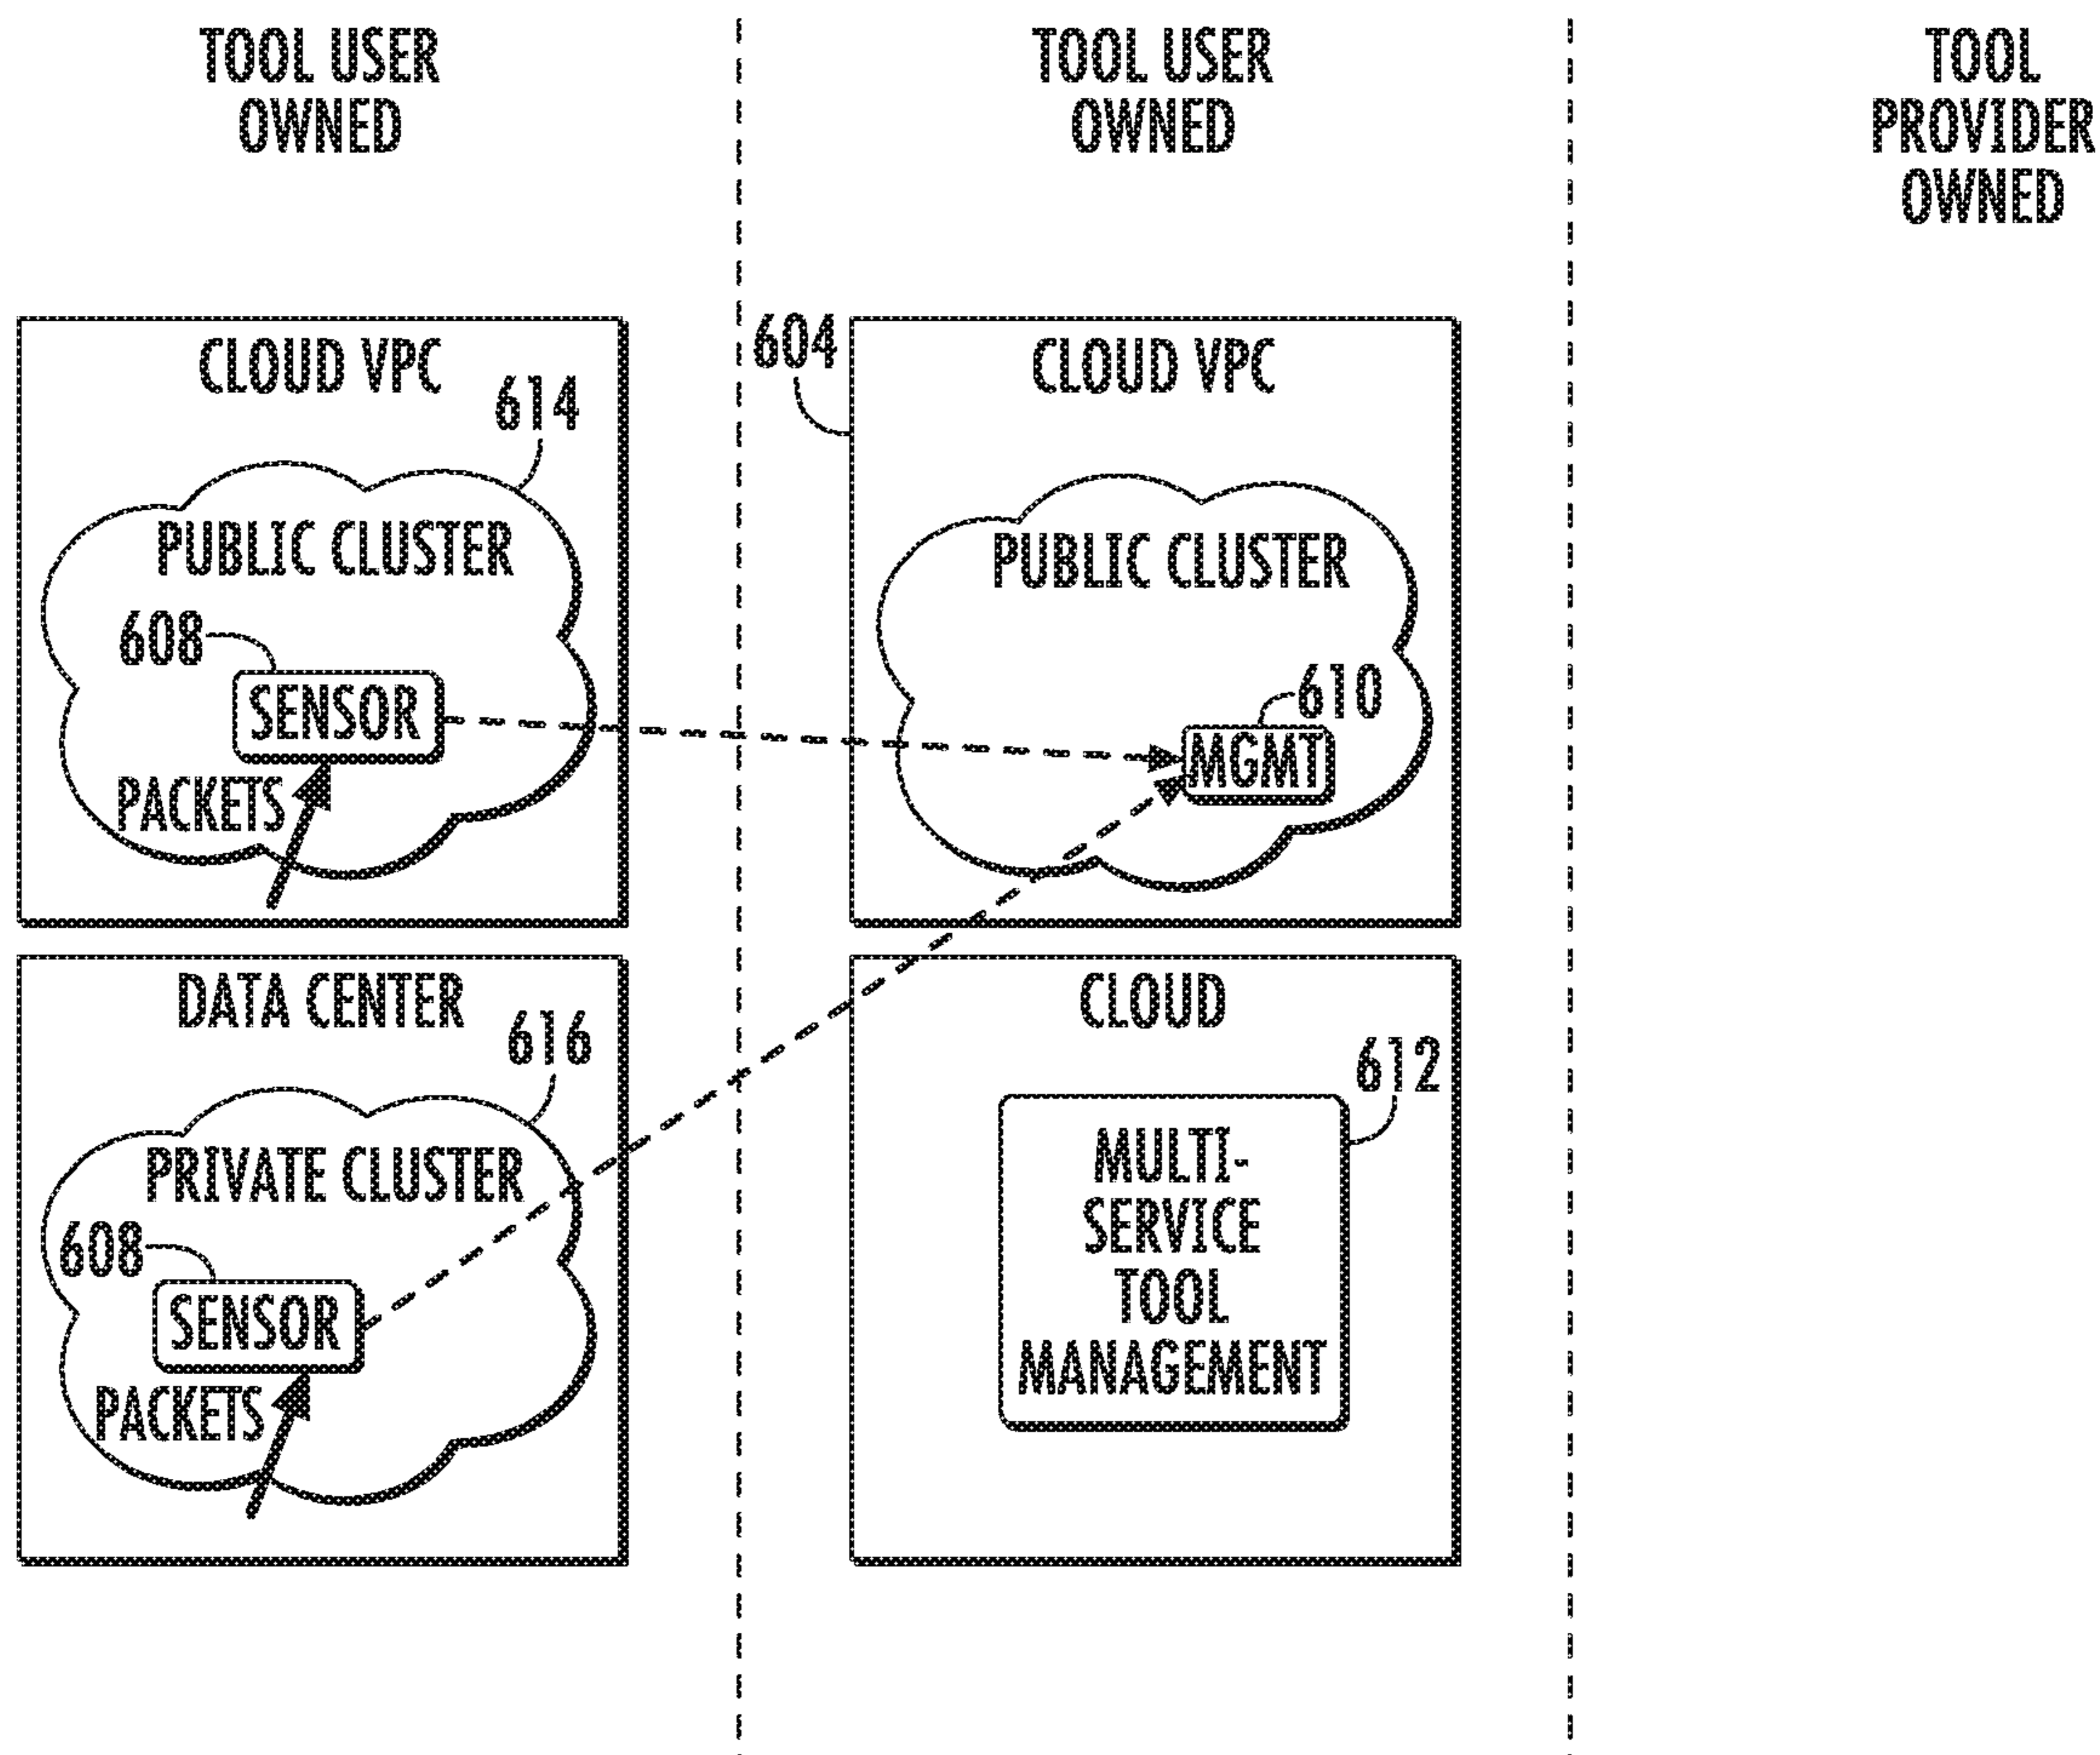 TOOL USER
OWNED
TOOL USER
OWNED
TOOL
PROVIDER
OWNED
CLOUD VPC
614
PUBLIC CLUSTER
608
SENSOR
PACKETS
604
CLOUD VPC
PUBLIC CLUSTER
610
MGMT
DATA CENTER
616
PRIVATE CLUSTER
608
SENSOR
PACKETS
CLOUD
612
MULTI-
SERVICE
TOOL
MANAGEMENT